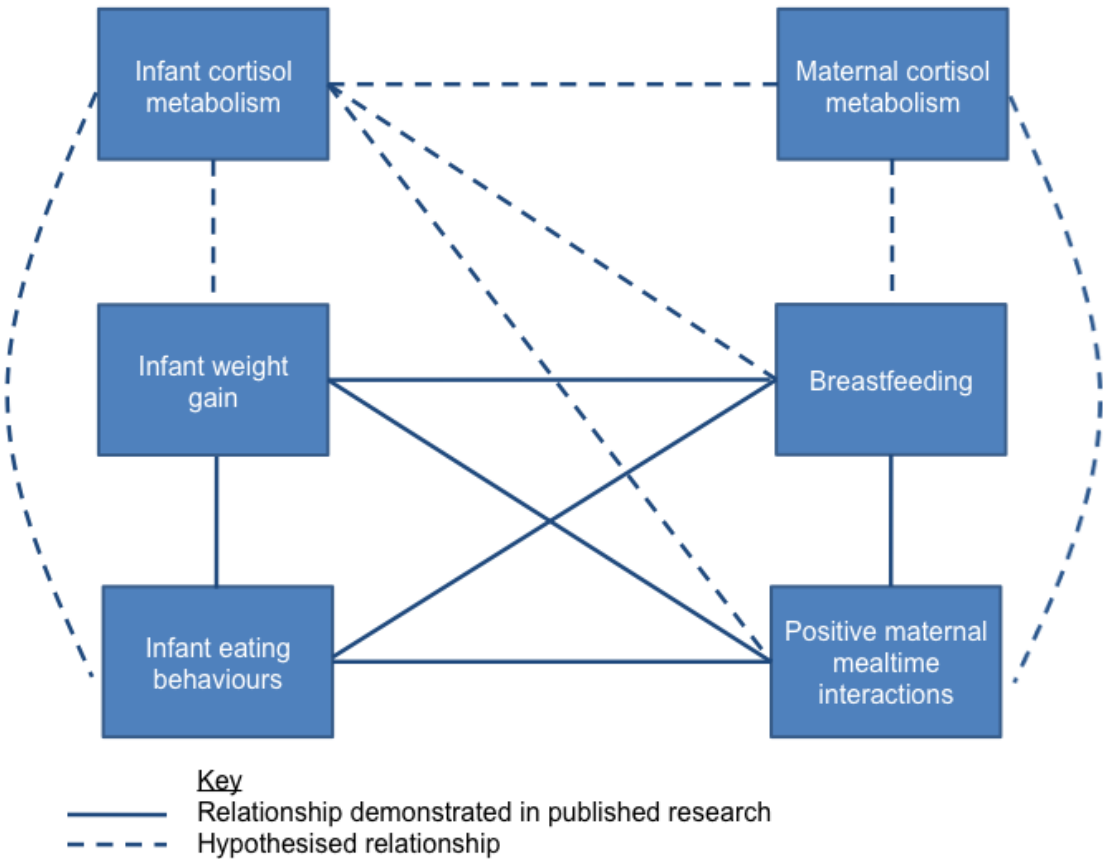 Infant cortisol
metabolism
Maternal cortisol
metabolism
Infant weight
gain
Breastfeeding
Infant eating
behaviours
Positive maternal
mealtime
interactions
Key
Relationship demonstrated in published research
Hypothesised relationship